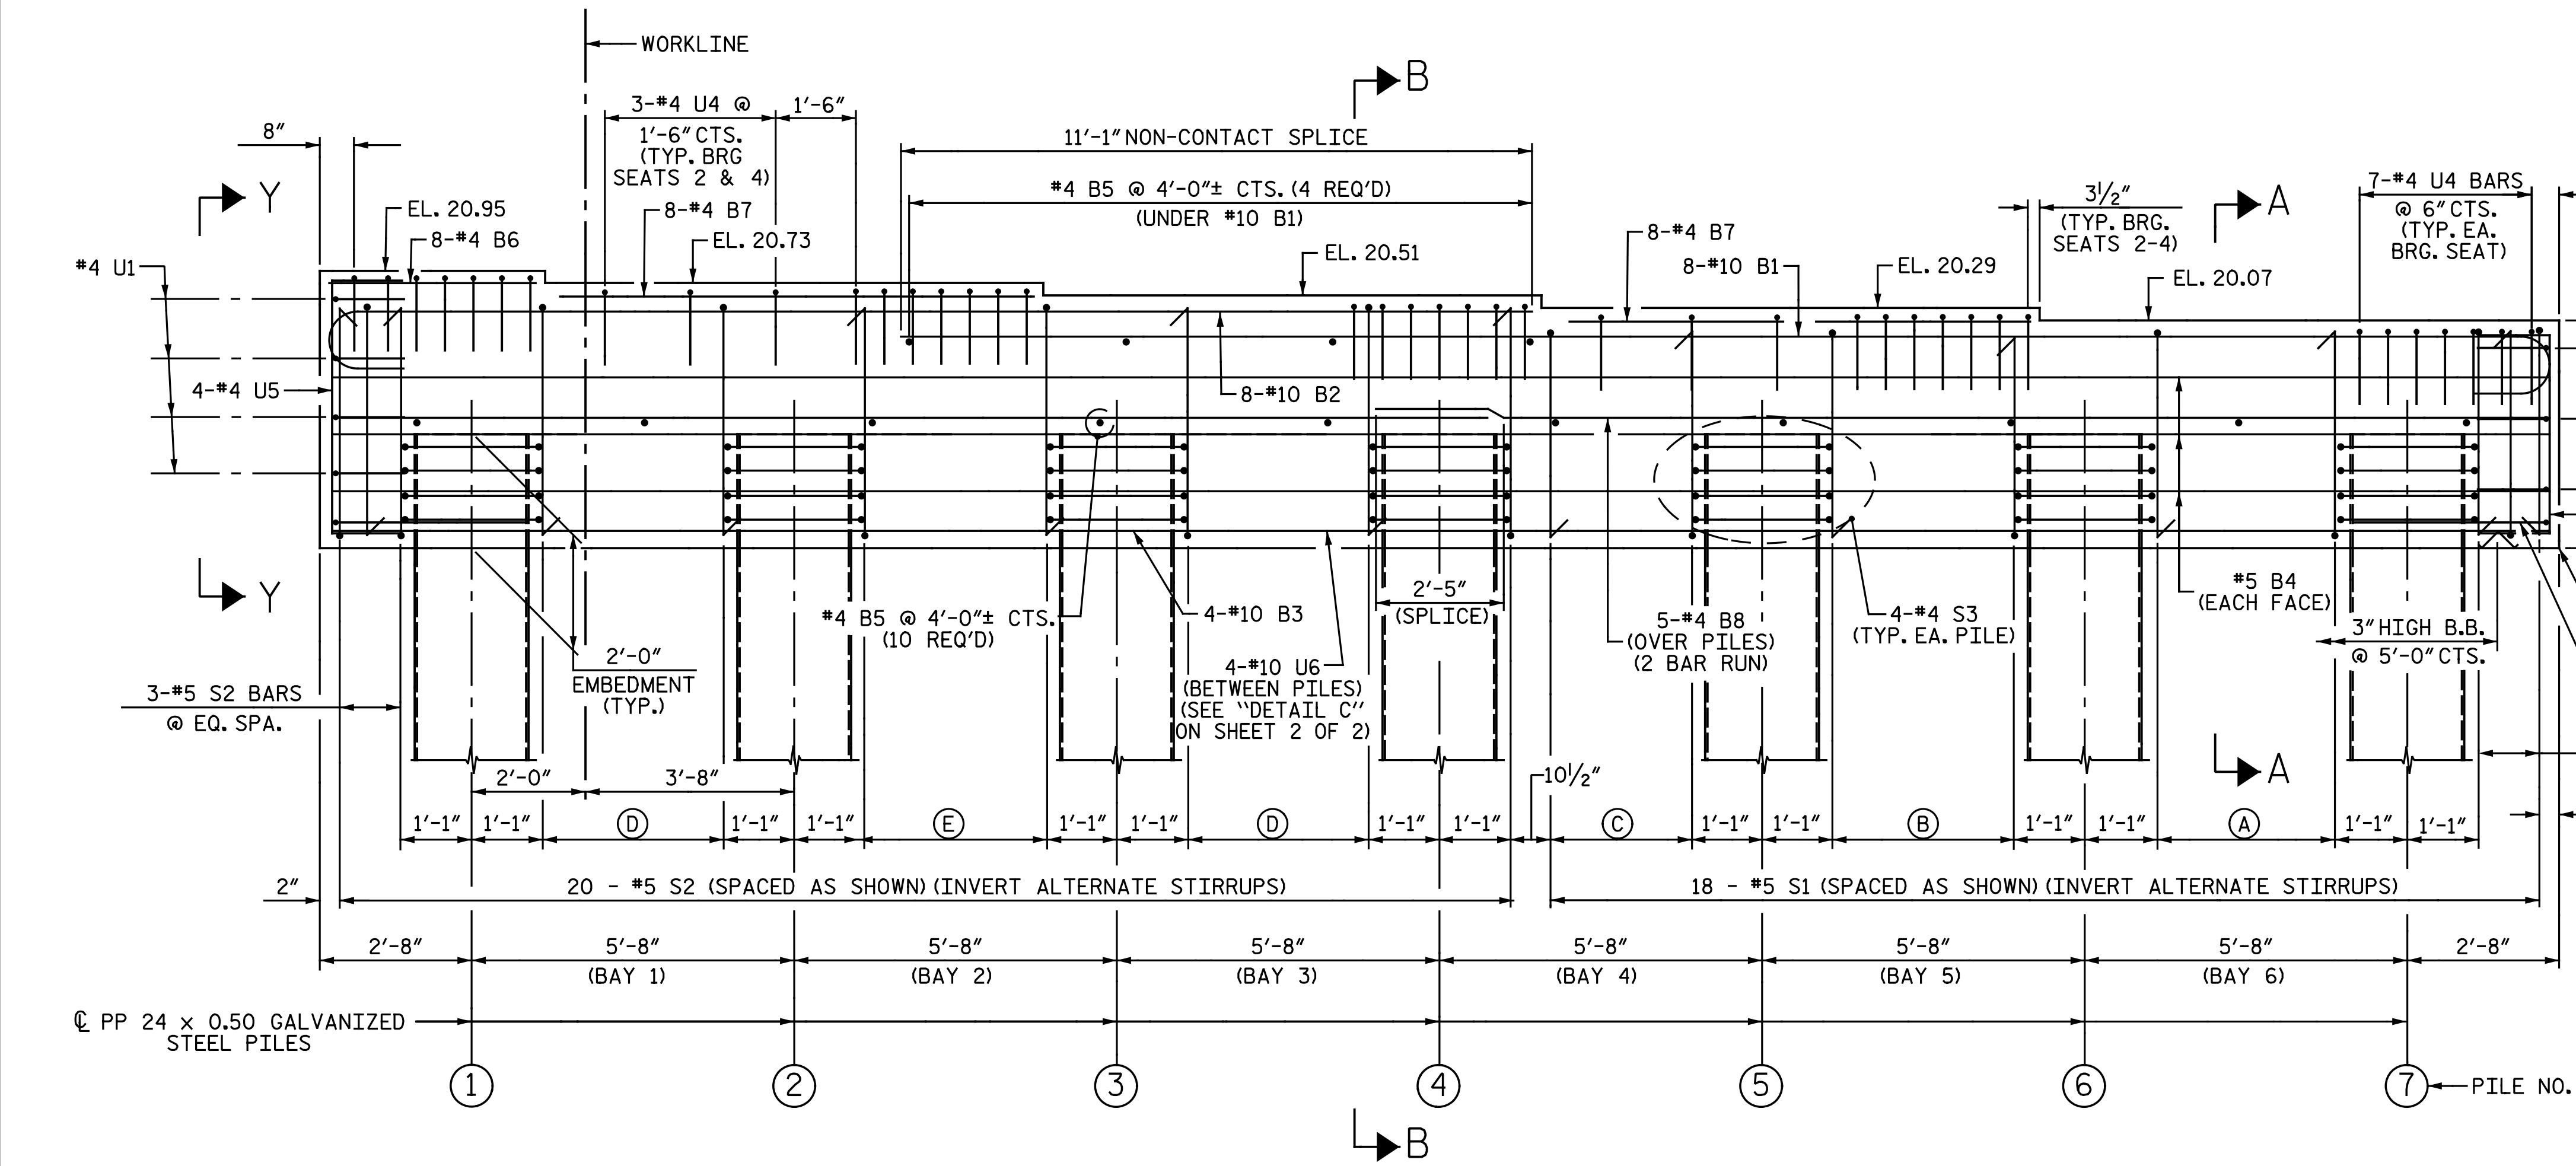 WORKLINE
B
3-#4 U4 @
1'-6" CTS.
(TYP. BRG
SEATS 2 & 4)
1'-6"
8"
11'-1" NON-CONTACT SPLICE
Y
#4 B5 @ 4'-0"± CTS. (4 REQ'D)
(UNDER #10 B1)
3½"
(TYP. BRG.
SEATS 2-4)
A
7-#4 U4 BARS
@ 6" CTS.
(TYP. EA.
BRG. SEAT)
EL. 20.95
8-#4 B7
8-#4 B6
EL. 20.73
EL. 20.51
8-#4 B7
8-#10 B1
EL. 20.29
EL. 20.07
#4 U1
4-#4 U5
8-#10 B2
Y
#4 B5 @ 4'-0"± CTS.
(10 REQ'D)
4-#10 B3
2'-5"
(SPLICE)
5-#4 B8
(OVER PILES)
(2 BAR RUN)
4-#4 S3
(TYP. EA. PILE)
#5 B4
(EACH FACE)
3" HIGH B.B.
@ 5'-0" CTS.
2'-0"
EMBEDMENT
(TYP.)
4-#10 U6
(BETWEEN PILES)
(SEE "DETAIL C"
ON SHEET 2 OF 2)
3-#5 S2 BARS
@ EQ. SPA.
2'-0"
3'-8"
10½"
A
1'-1" 1'-1" D 1'-1" 1'-1" E 1'-1" 1'-1" D 1'-1" 1'-1" C 1'-1" 1'-1" B 1'-1" 1'-1" A 1'-1" 1'-1"
2"
20 - #5 S2 (SPACED AS SHOWN) (INVERT ALTERNATE STIRRUPS)
18 - #5 S1 (SPACED AS SHOWN) (INVERT ALTERNATE STIRRUPS)
2'-8" 5'-8" 5'-8" 5'-8" 5'-8" 5'-8" 5'-8" 2'-8"
(BAY 1) (BAY 2) (BAY 3) (BAY 4) (BAY 5) (BAY 6)
℄ PP 24 x 0.50 GALVANIZED
STEEL PILES
1 2 3 4 5 6 7 PILE NO.
B